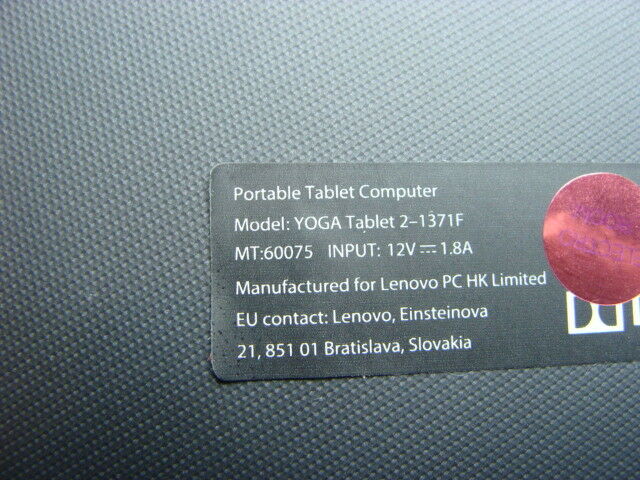 Portable Tablet Computer
Model: YOGA Tablet 2-1371F
MT:60075 INPUT: 12V⎓1.8A
Manufactured for Lenovo PC HK Limited
EU contact: Lenovo, Einsteinova
21, 851 01 Bratislava, Slovakia